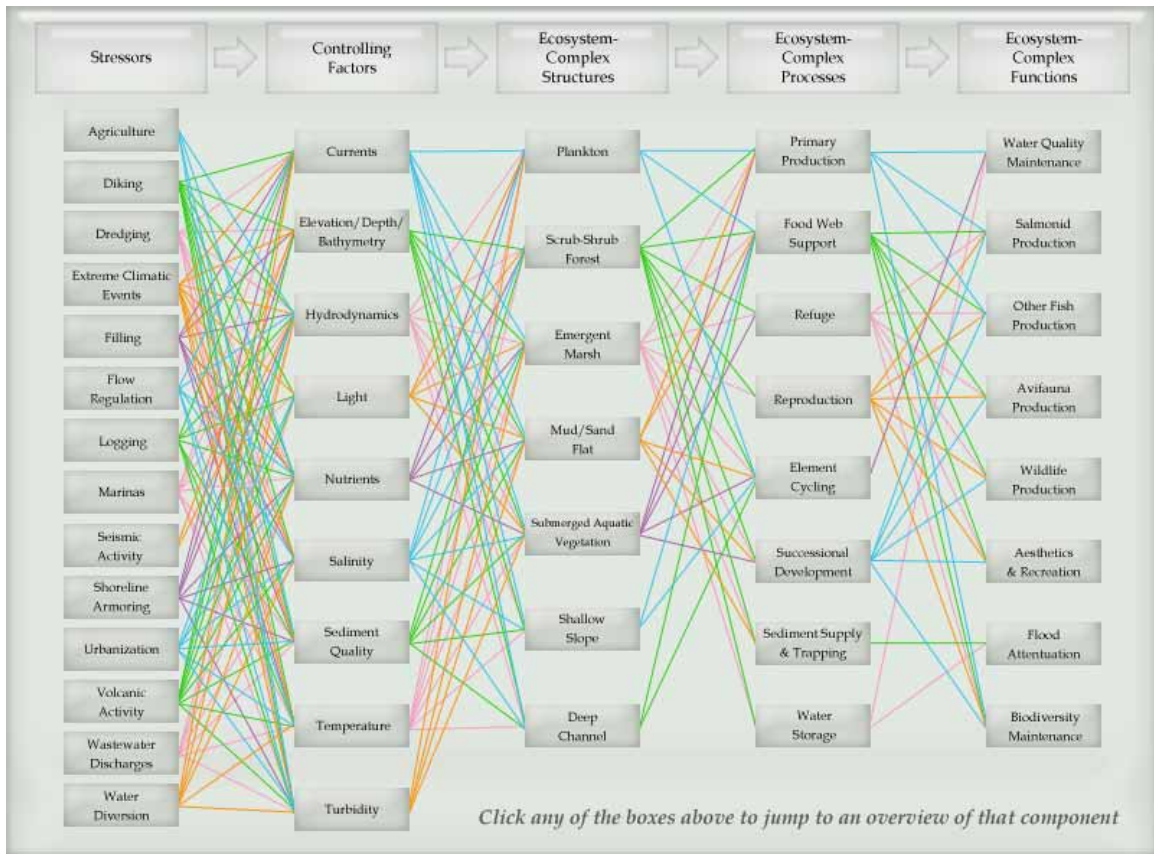 Stressors
Controlling
Factors
Ecosystem-
Complex
Structures
Ecosystem-
Complex
Processes
Ecosystem-
Complex
Functions
Agriculture
Diking
Dredging
Extreme Climatic
Events
Filling
Flow
Regulation
Logging
Marinas
Seismic
Activity
Shoreline
Armoring
Urbanization
Volcanic
Activity
Wastewater
Discharges
Water
Diversion
Currents
Elevation/Depth/
Bathymetry
Hydrodynamics
Light
Nutrients
Salinity
Sediment
Quality
Temperature
Turbidity
Plankton
Scrub-Shrub
Forest
Emergent
Marsh
Mud/Sand
Flat
Submerged Aquatic
Vegetation
Shallow
Slope
Deep
Channel
Primary
Production
Food Web
Support
Refuge
Reproduction
Element
Cycling
Successional
Development
Sediment Supply
& Trapping
Water
Storage
Water Quality
Maintenance
Salmonid
Production
Other Fish
Production
Avifauna
Production
Wildlife
Production
Aesthetics
& Recreation
Flood
Attentuation
Biodiversity
Maintenance
Click any of the boxes above to jump to an overview of that component